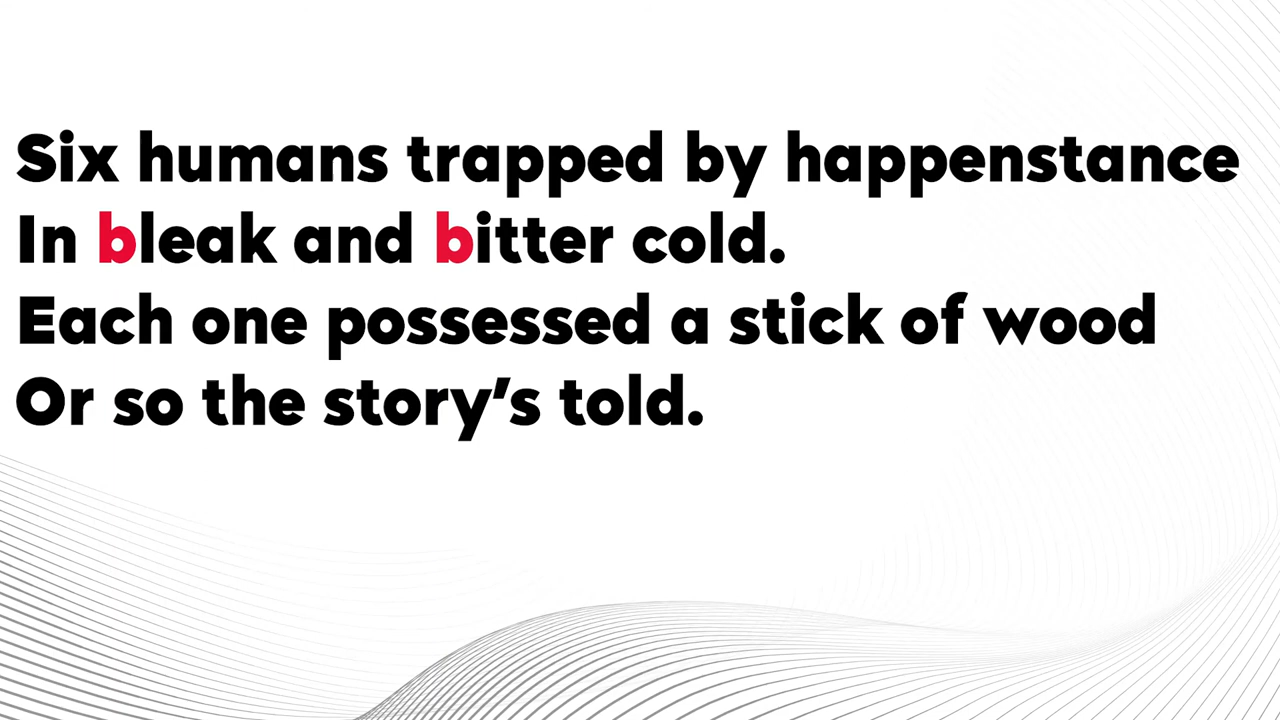 Six humans trapped by happenstance
In bleak and bitter cold.
Each one possessed a stick of wood
Or so the story’s told.